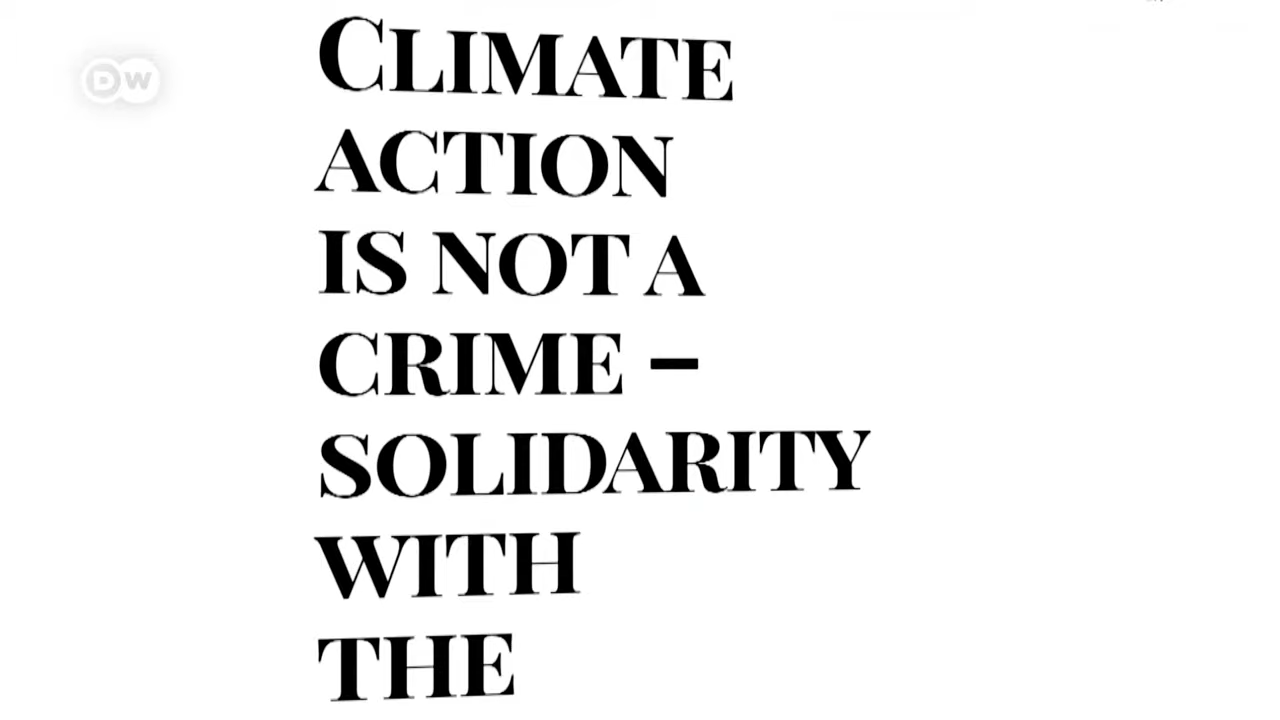 DW
CLIMATE
ACTION
IS NOT A
CRIME –
SOLIDARITY
WITH
THE